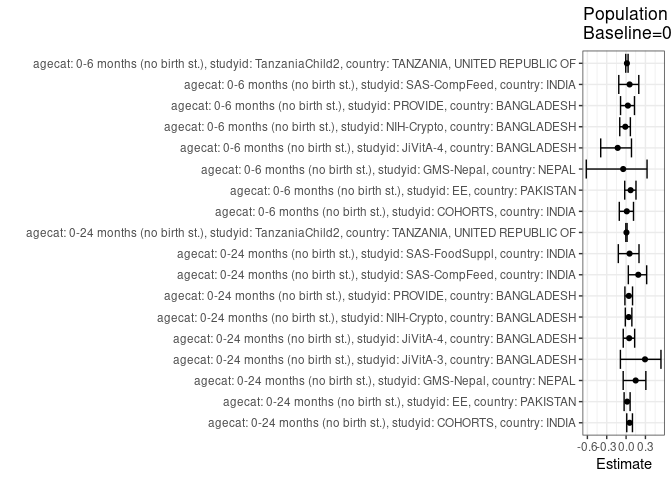 Population
Baseline=0
agecat: 0-6 months (no birth st.), studyid: TanzaniaChild2, country: TANZANIA, UNITED REPUBLIC OF
agecat: 0-6 months (no birth st.), studyid: SAS-CompFeed, country: INDIA
agecat: 0-6 months (no birth st.), studyid: PROVIDE, country: BANGLADESH
agecat: 0-6 months (no birth st.), studyid: NIH-Crypto, country: BANGLADESH
agecat: 0-6 months (no birth st.), studyid: JiVitA-4, country: BANGLADESH
agecat: 0-6 months (no birth st.), studyid: GMS-Nepal, country: NEPAL
agecat: 0-6 months (no birth st.), studyid: EE, country: PAKISTAN
agecat: 0-6 months (no birth st.), studyid: COHORTS, country: INDIA
agecat: 0-24 months (no birth st.), studyid: TanzaniaChild2, country: TANZANIA, UNITED REPUBLIC OF
agecat: 0-24 months (no birth st.), studyid: SAS-FoodSuppl, country: INDIA
agecat: 0-24 months (no birth st.), studyid: SAS-CompFeed, country: INDIA
agecat: 0-24 months (no birth st.), studyid: PROVIDE, country: BANGLADESH
agecat: 0-24 months (no birth st.), studyid: NIH-Crypto, country: BANGLADESH
agecat: 0-24 months (no birth st.), studyid: JiVitA-4, country: BANGLADESH
agecat: 0-24 months (no birth st.), studyid: JiVitA-3, country: BANGLADESH
agecat: 0-24 months (no birth st.), studyid: GMS-Nepal, country: NEPAL
agecat: 0-24 months (no birth st.), studyid: EE, country: PAKISTAN
agecat: 0-24 months (no birth st.), studyid: COHORTS, country: INDIA
-0.6 -0.3 0.0 0.3
Estimate